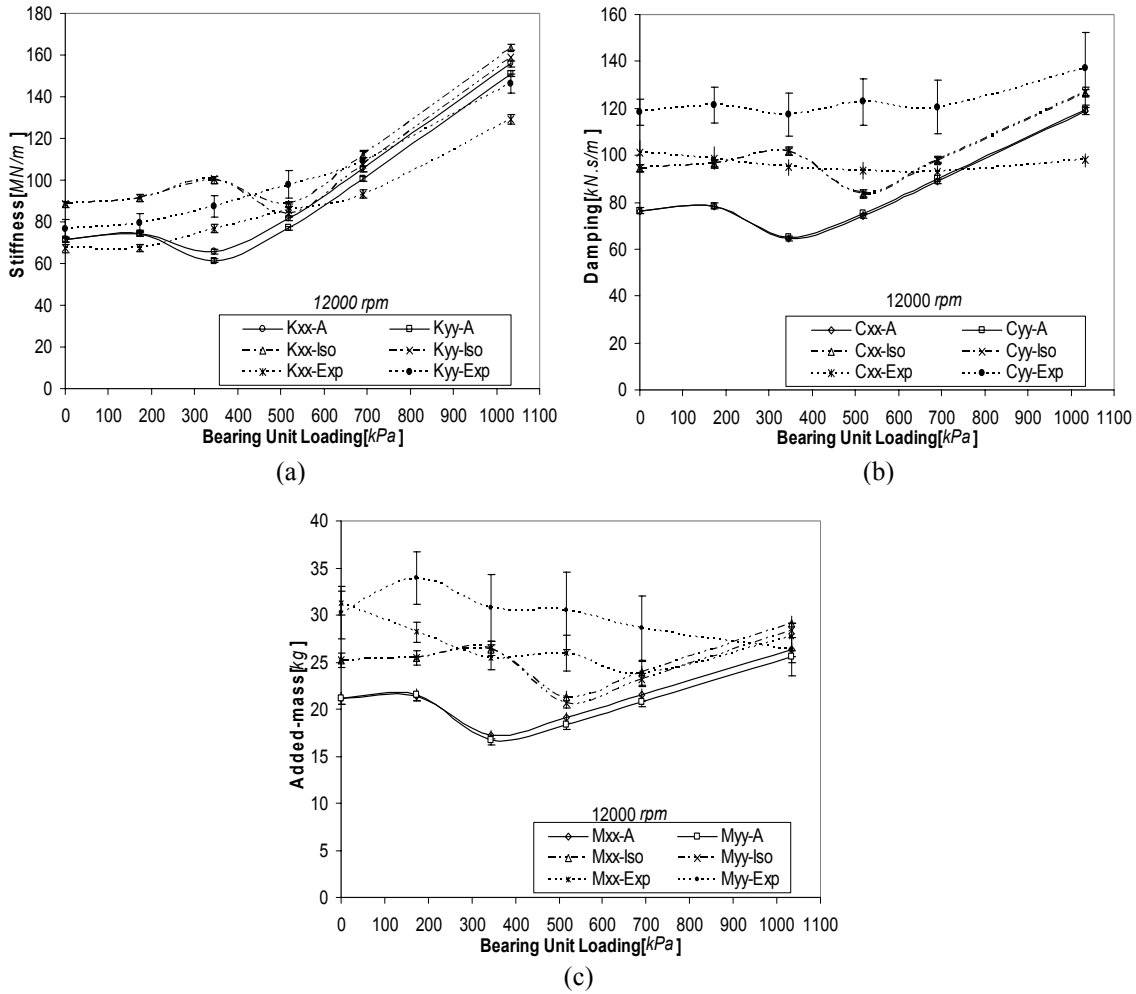 180
160
140
120
100
80
60
40
20
0
Stiffness[MN/m]
12000 rpm
Kxx-A Kyy-A
Kxx-Iso Kyy-Iso
Kxx-Exp Kyy-Exp
0 100 200 300 400 500 600 700 800 900 1000 1100
Bearing Unit Loading[kPa]
(a)
160
140
120
100
80
60
40
20
0
Damping[kN.s/m]
12000 rpm
Cxx-A Cyy-A
Cxx-Iso Cyy-Iso
Cxx-Exp Cyy-Exp
0 100 200 300 400 500 600 700 800 900 1000 1100
Bearing Unit Loading[kPa]
(b)
40
35
30
25
20
15
10
5
0
Added-mass[kg]
12000 rpm
Mxx-A Myy-A
Mxx-Iso Myy-Iso
Mxx-Exp Myy-Exp
0 100 200 300 400 500 600 700 800 900 1000 1100
Bearing Unit Loading[kPa]
(c)